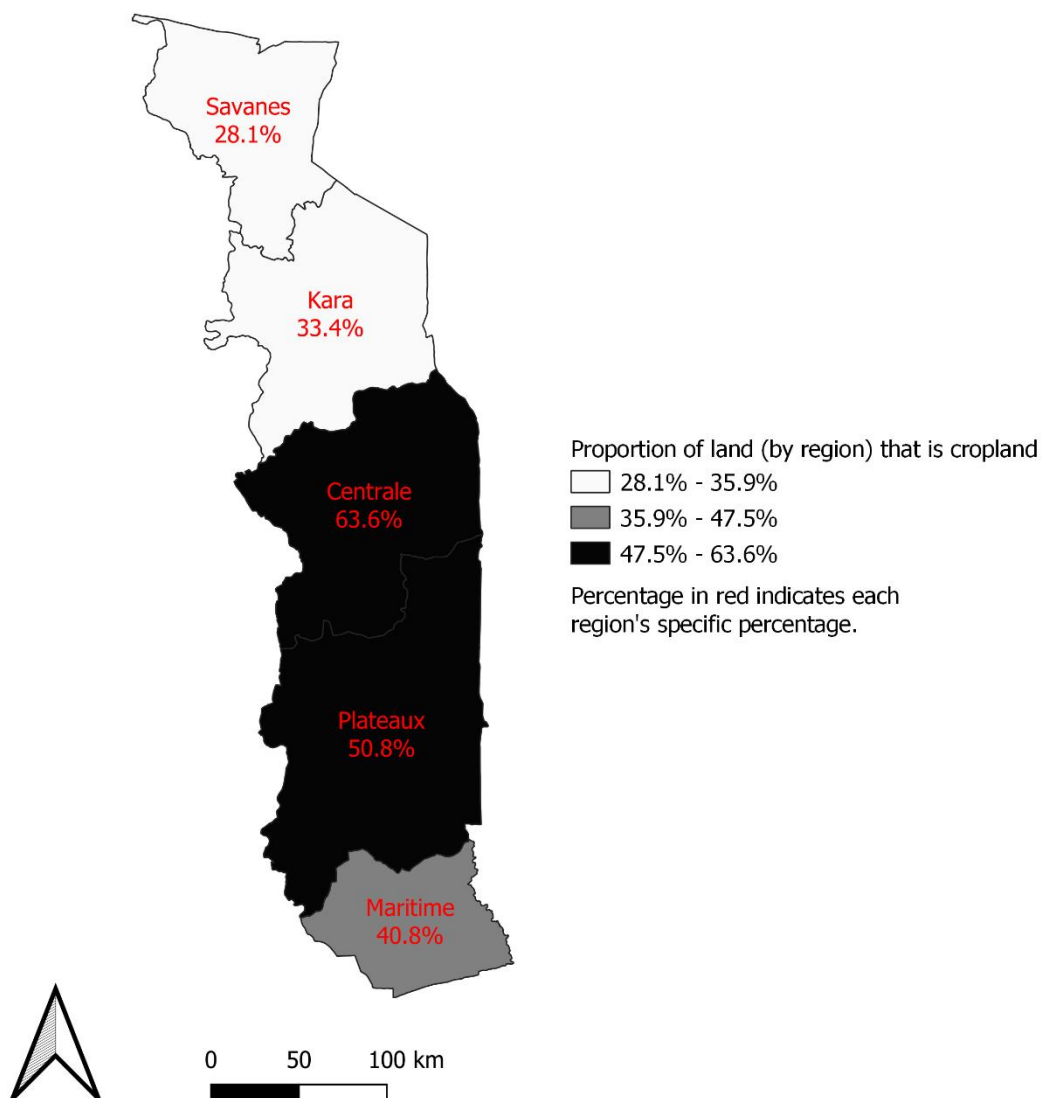 Savanes
28.1%
Kara
33.4%
Centrale
63.6%
Proportion of land (by region) that is cropland
28.1% - 35.9%
35.9% - 47.5%
47.5% - 63.6%
Percentage in red indicates each
region's specific percentage.
Plateaux
50.8%
Maritime
40.8%
0 50 100 km